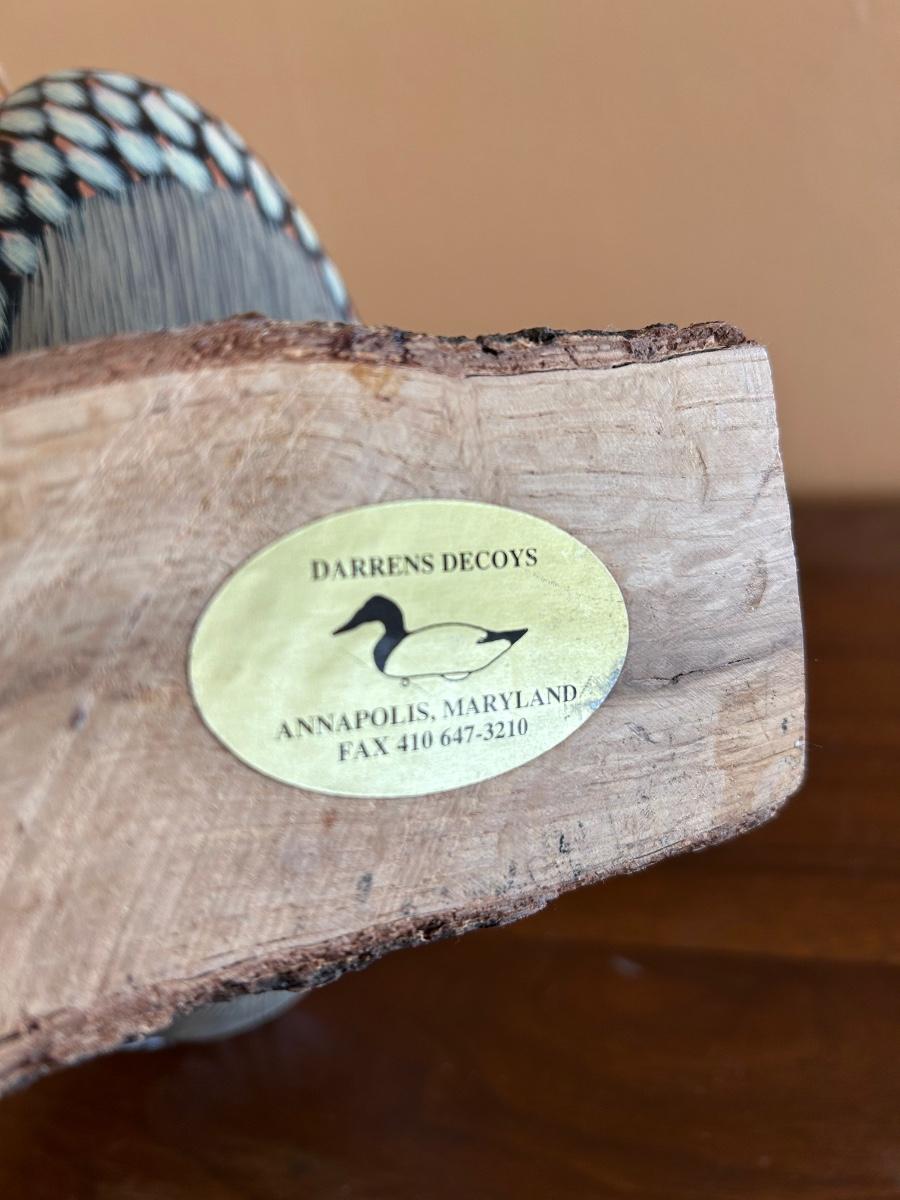 DARRENS DECOYS
ANNAPOLIS, MARYLAND
FAX 410 647-3210